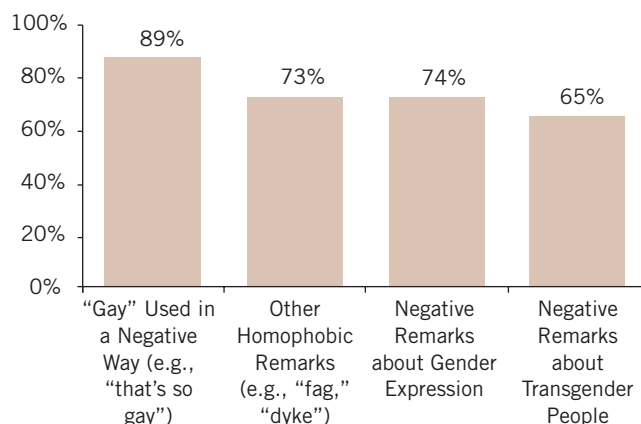 100%
80%
60%
40%
20%
0%
89%
73%
74%
65%
“Gay” Used in
a Negative
Way (e.g.,
“that’s so
gay”)
Other
Homophobic
Remarks
(e.g., “fag,”
“dyke”)
Negative
Remarks
about Gender
Expression
Negative
Remarks
about
Transgender
People